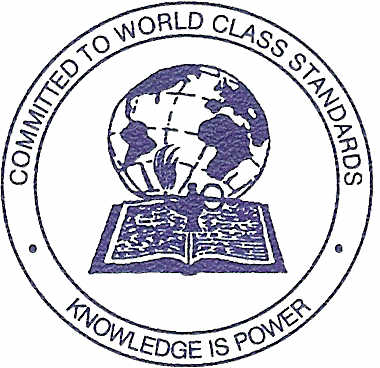 COMMITTED TO WORLD CLASS STANDARDS
KNOWLEDGE IS POWER